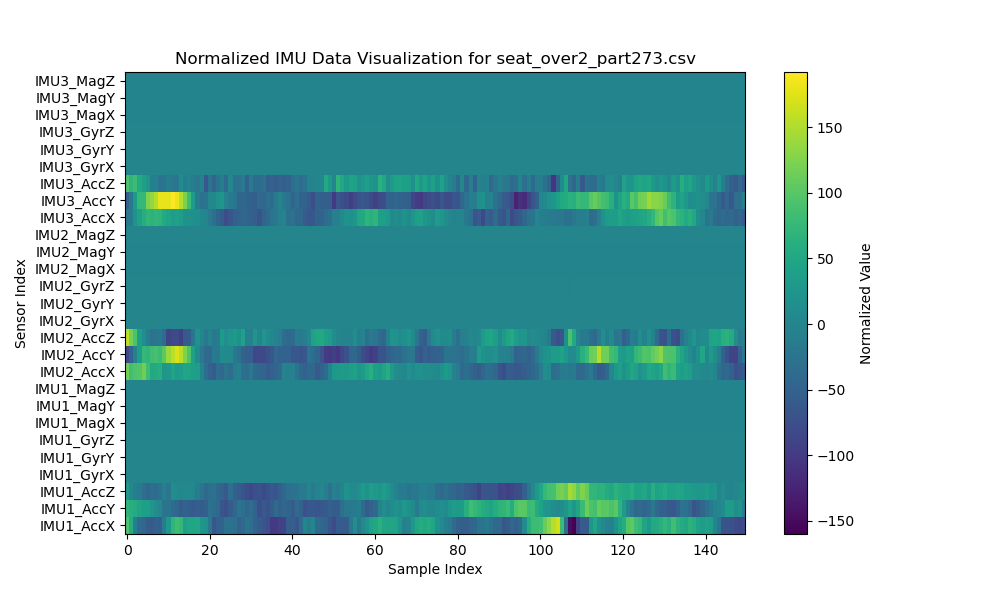 Normalized IMU Data Visualization for seat_over2_part273.csv
IMU3_MagZ
IMU3_MagY
IMU3_MagX
IMU3_GyrZ
IMU3_GyrY
IMU3_GyrX
IMU3_AccZ
IMU3_AccY
IMU3_AccX
IMU2_MagZ
IMU2_MagY
IMU2_MagX
IMU2_GyrZ
IMU2_GyrY
IMU2_GyrX
IMU2_AccZ
IMU2_AccY
IMU2_AccX
IMU1_MagZ
IMU1_MagY
IMU1_MagX
IMU1_GyrZ
IMU1_GyrY
IMU1_GyrX
IMU1_AccZ
IMU1_AccY
IMU1_AccX
Sensor Index
0 20 40 60 80 100 120 140
Sample Index
150
100
50
0
−50
−100
−150
Normalized Value